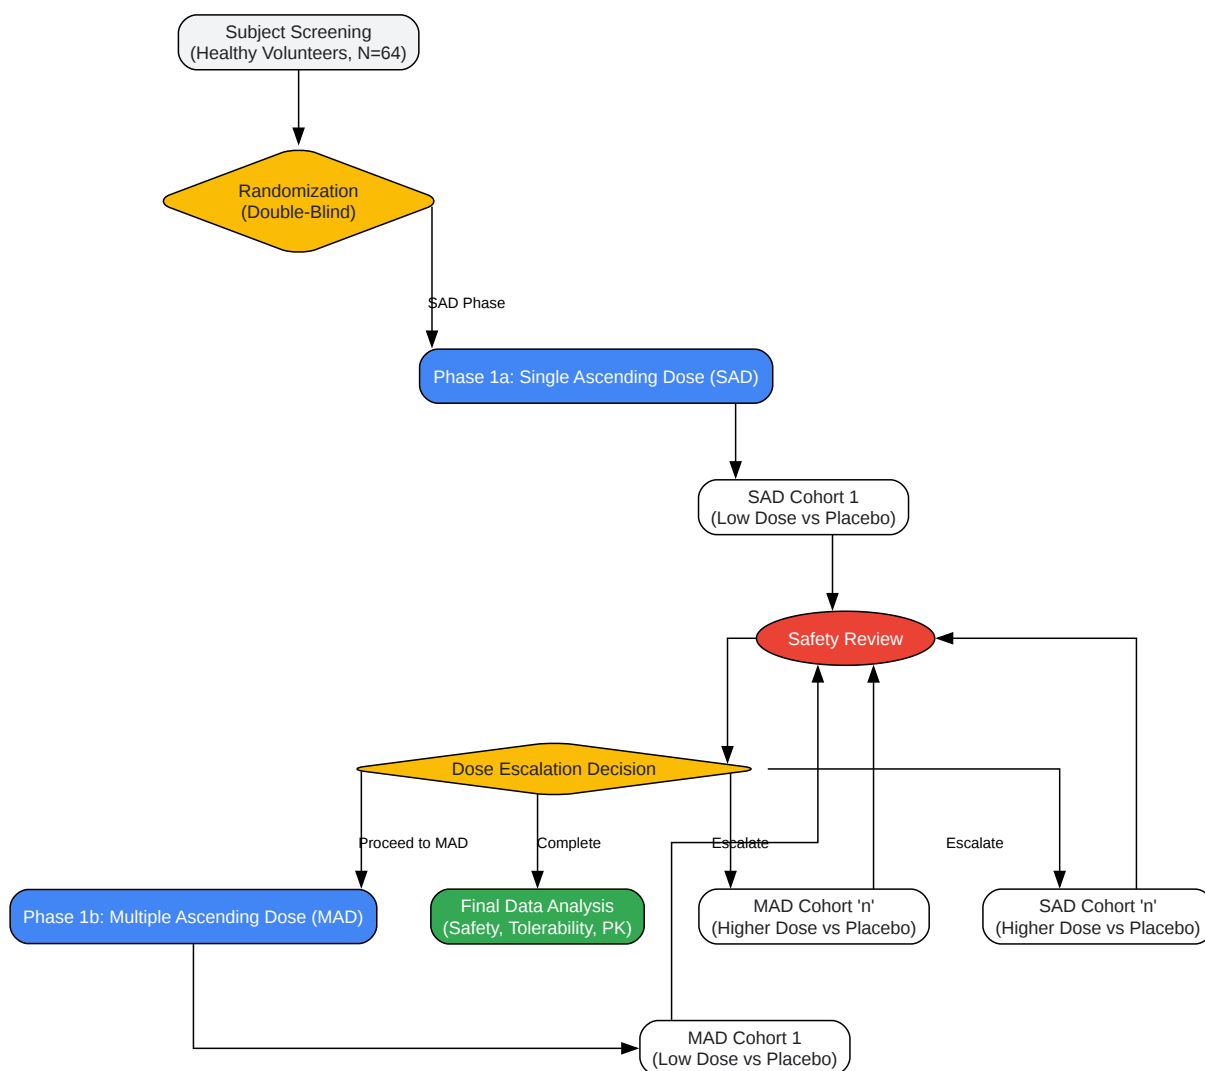 Subject Screening
(Healthy Volunteers, N=64)
Randomization
(Double-Blind)
SAD Phase
Phase 1a: Single Ascending Dose (SAD)
SAD Cohort 1
(Low Dose vs Placebo)
Safety Review
Dose Escalation Decision
Proceed to MAD
Complete
Escalate
Escalate
Phase 1b: Multiple Ascending Dose (MAD)
Final Data Analysis
(Safety, Tolerability, PK)
MAD Cohort 'n'
(Higher Dose vs Placebo)
SAD Cohort 'n'
(Higher Dose vs Placebo)
MAD Cohort 1
(Low Dose vs Placebo)